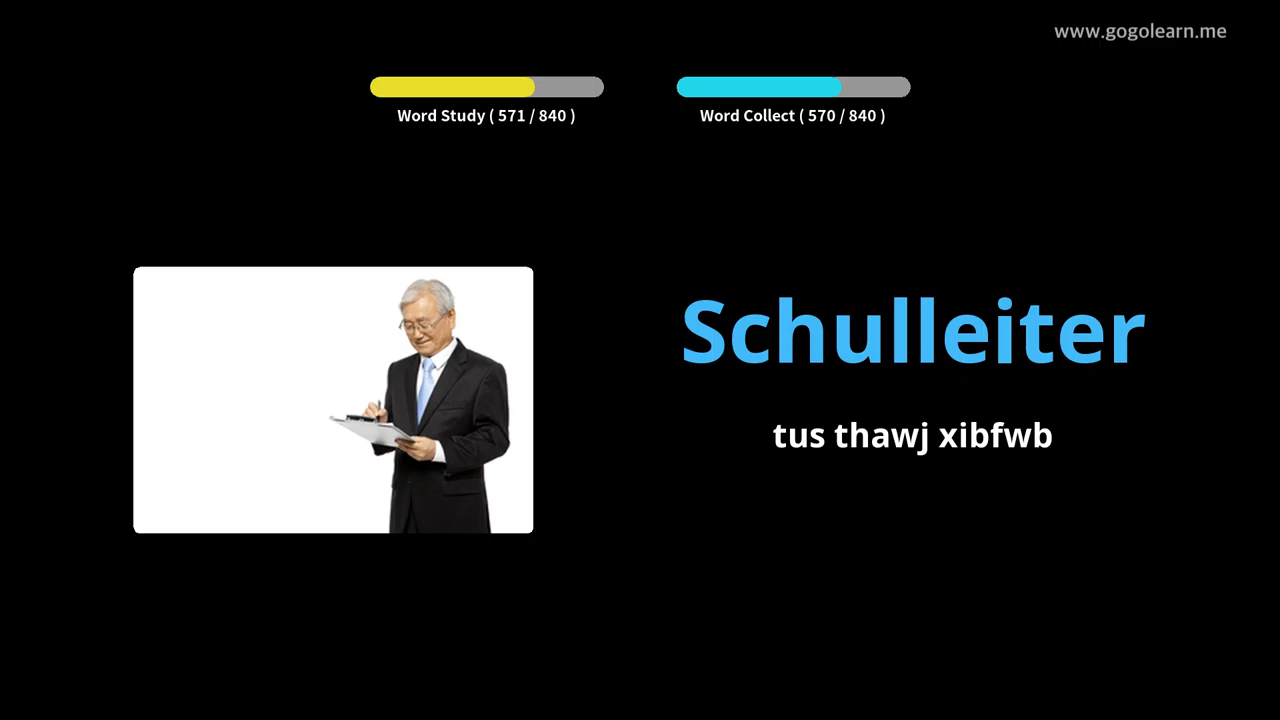 www.gogolearn.me
Word Study ( 571 / 840 )
Word Collect ( 570 / 840 )
Schulleiter
tus thawj xibfwb